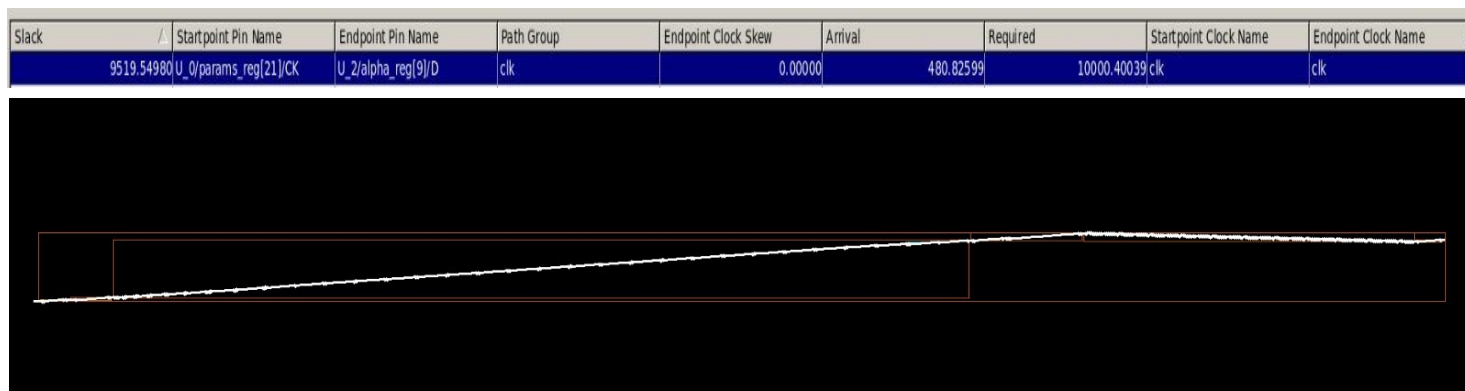 Slack Startpoint Pin Name Endpoint Pin Name Path Group Endpoint Clock Skew Arrival Required Startpoint Clock Name Endpoint Clock Name
9519.54980 U_0/params_reg[21]/CK U_2/alpha_reg[9]/D clk 0.00000 480.82599 10000.40039 clk clk